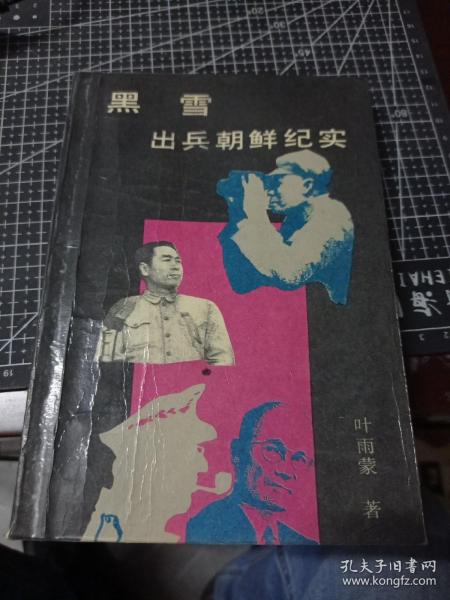 黑 雪
出兵朝鲜纪实
叶雨蒙 著
孔夫子旧书网
www.kongfz.com